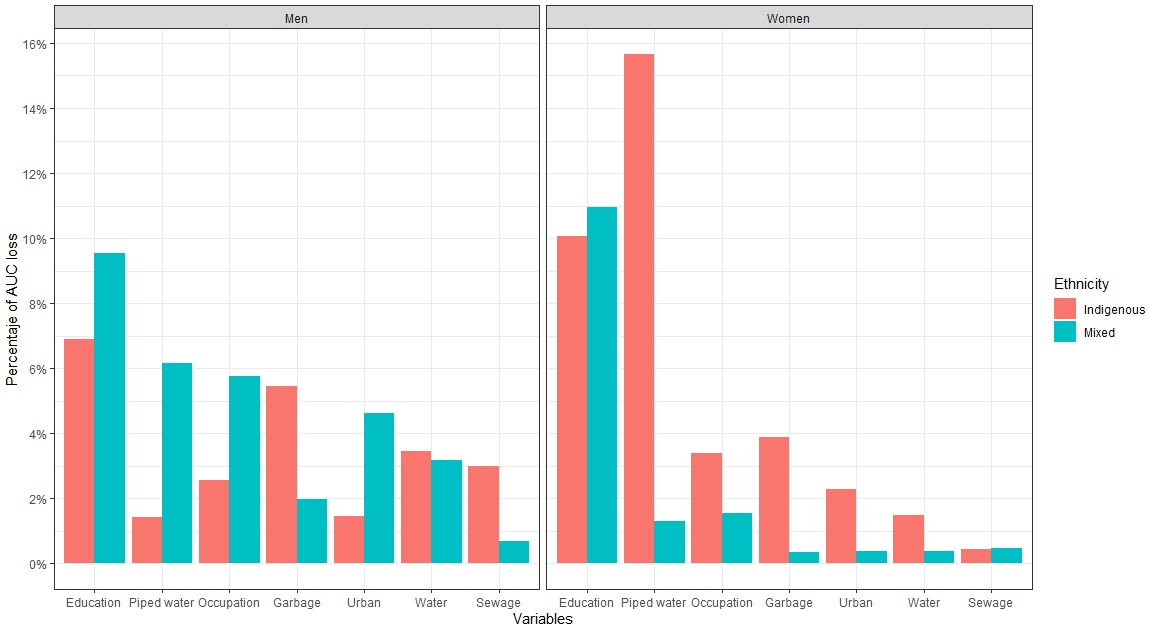 Men
Women
Percentaje of AUC loss
16%
14%
12%
10%
8%
6%
4%
2%
0%
Education Piped water Occupation Garbage Urban Water Sewage
Education Piped water Occupation Garbage Urban Water Sewage
Variables
Ethnicity
Indigenous
Mixed